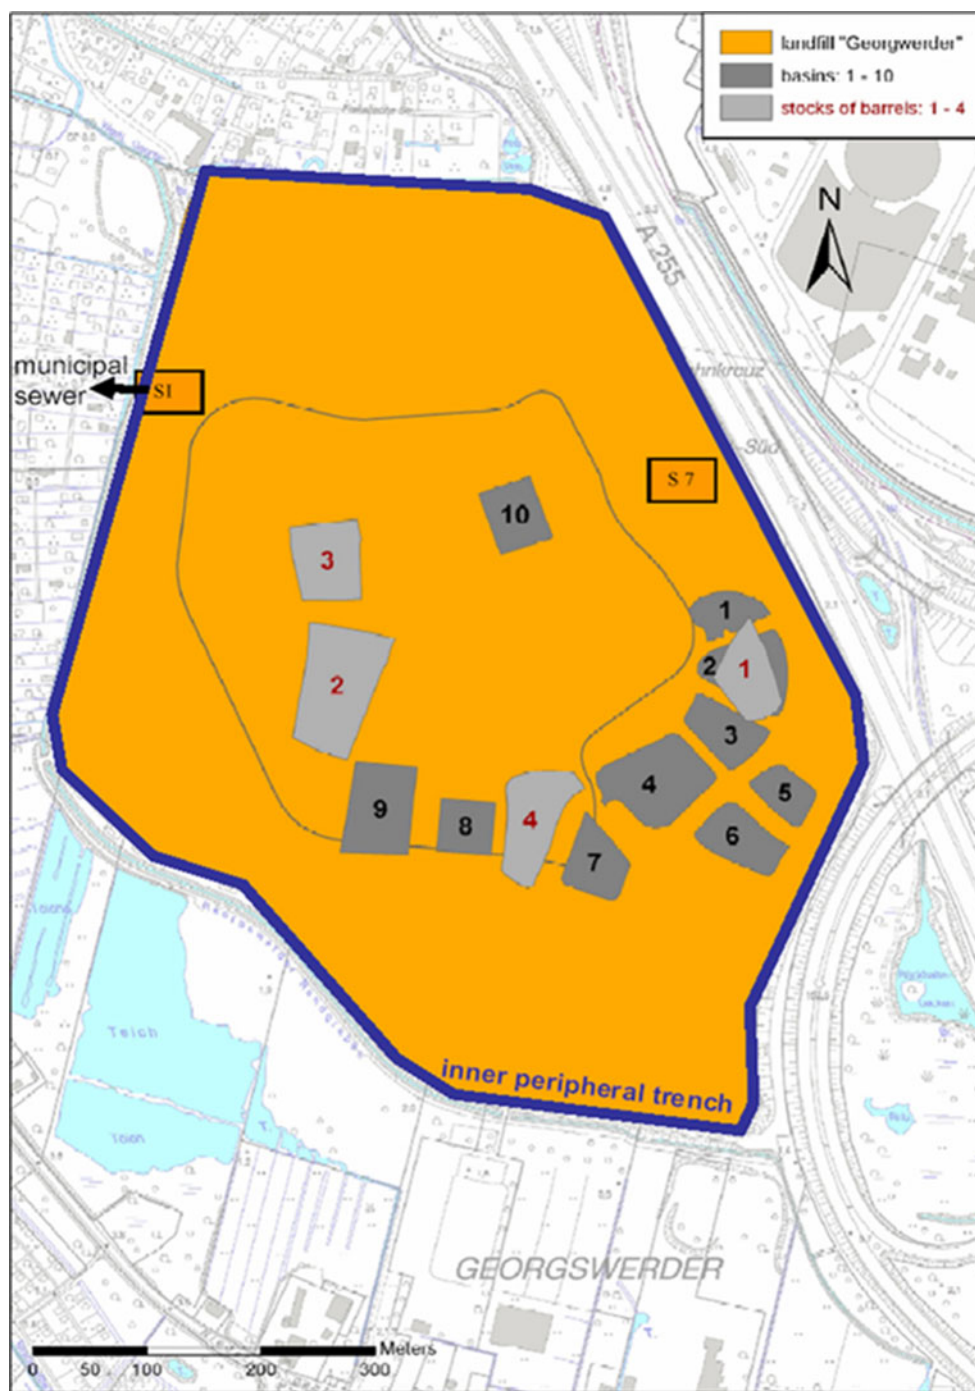 landfill "Georgwerder"
basins: 1 - 10
stocks of barrels: 1 - 4
N
A 255
municipal
sewer
S1
S 7
-Süd
10
3
1
2
1
2
3
4
5
6
9
8
4
7
Teich
Teich
inner peripheral trench
GEORGSWERDER
Meters
0 50 100 200 300